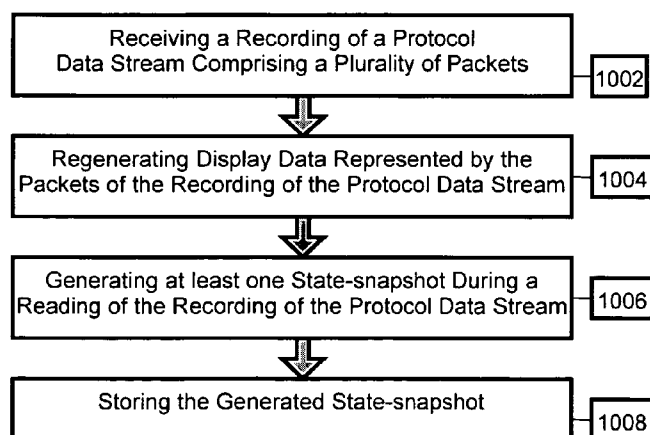 Receiving a Recording of a Protocol
Data Stream Comprising a Plurality of Packets
1002
Regenerating Display Data Represented by the
Packets of the Recording of the Protocol Data Stream
1004
Generating at least one State-snapshot During a
Reading of the Recording of the Protocol Data Stream
1006
Storing the Generated State-snapshot
1008